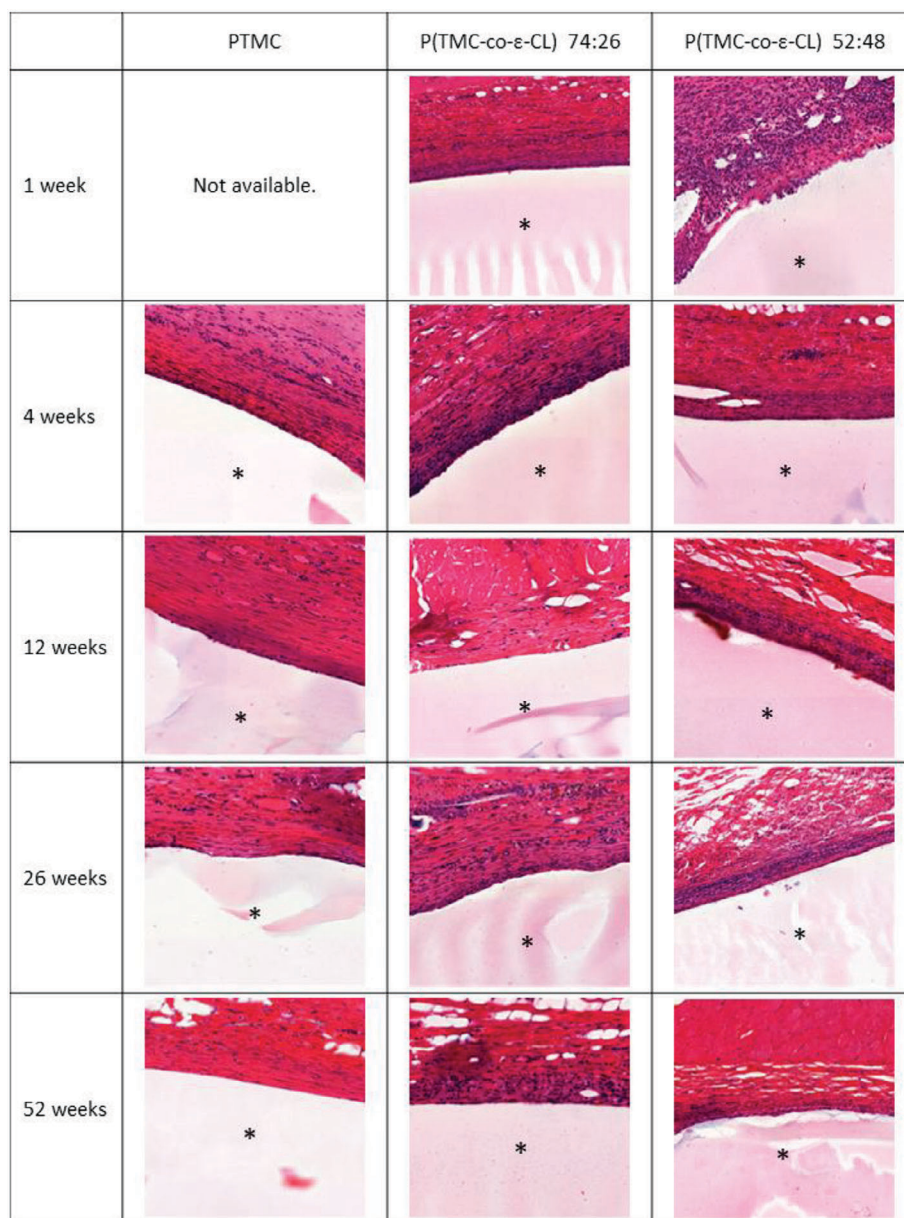 PTMC
P(TMC-co-ε-CL) 74:26
P(TMC-co-ε-CL) 52:48
1 week
Not available.
*
*
4 weeks
*
*
*
12 weeks
*
*
*
26 weeks
*
*
*
52 weeks
*
*
*